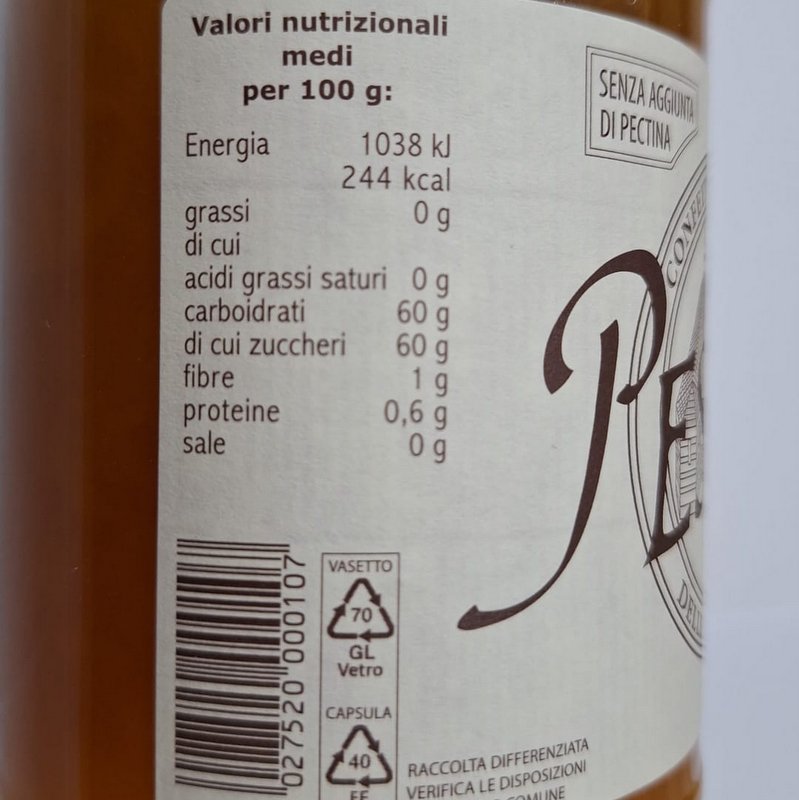 Valori nutrizionali
medi
per 100 g:
Energia 1038 kJ
244 kcal
grassi 0 g
di cui
acidi grassi saturi 0 g
carboidrati 60 g
di cui zuccheri 60 g
fibre 1 g
proteine 0,6 g
sale 0 g
SENZA AGGIUNTA
DI PECTINA
027520 000107
VASETTO
70
GL
Vetro
CAPSULA
40
RACCOLTA DIFFERENZIATA
VERIFICA LE DISPOSIZIONI
COMUNE